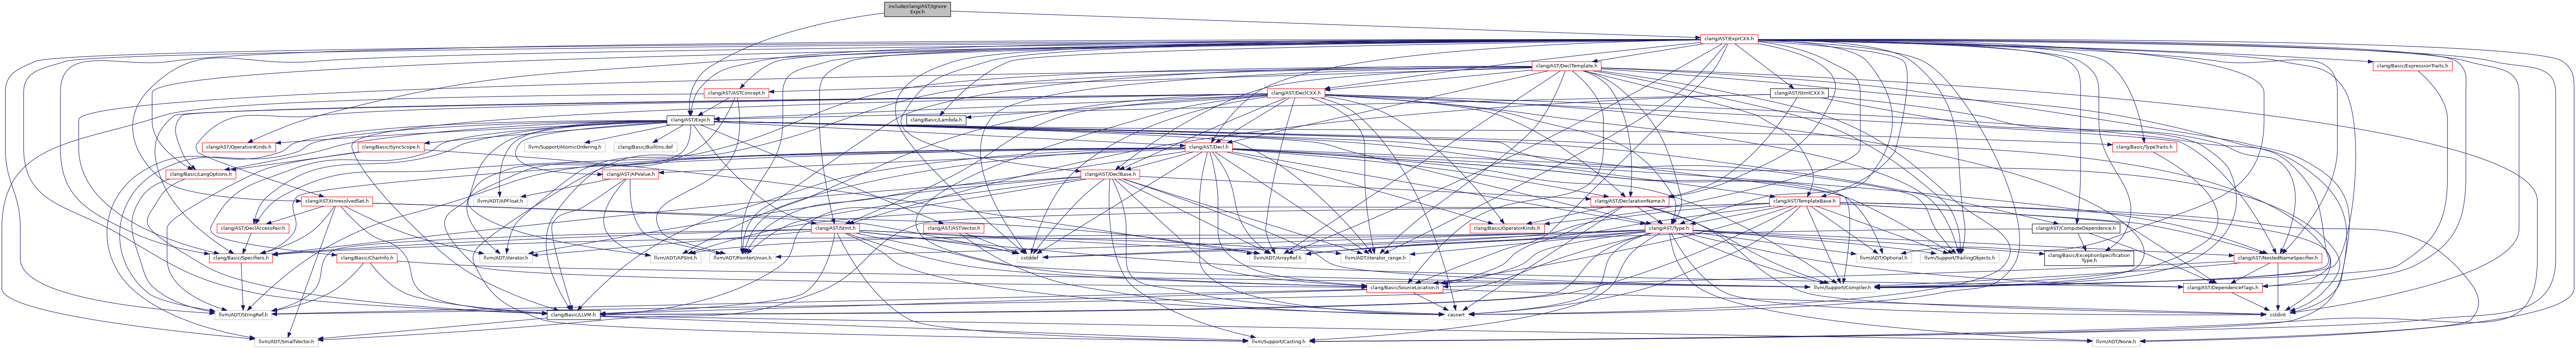 include/clang/AST/Ignore
Expr.h
clang/AST/ExprCXX.h
clang/AST/DeclTemplate.h
clang/Basic/ExpressionTraits.h
clang/AST/ASTConcept.h
clang/AST/DeclCXX.h
clang/AST/StmtCXX.h
clang/AST/Expr.h
clang/Basic/Lambda.h
clang/AST/OperationKinds.h
clang/Basic/SyncScope.h
llvm/Support/AtomicOrdering.h
clang/Basic/Builtins.def
clang/AST/Decl.h
clang/Basic/TypeTraits.h
clang/Basic/LangOptions.h
clang/AST/APValue.h
clang/AST/DeclBase.h
clang/AST/UnresolvedSet.h
llvm/ADT/APFloat.h
clang/AST/DeclarationName.h
clang/AST/TemplateBase.h
clang/AST/DeclAccessPair.h
clang/AST/Stmt.h
clang/AST/ASTVector.h
clang/Basic/OperatorKinds.h
clang/AST/Type.h
clang/AST/ComputeDependence.h
clang/Basic/Specifiers.h
clang/Basic/CharInfo.h
llvm/ADT/iterator.h
llvm/ADT/APSInt.h
llvm/ADT/PointerUnion.h
cstddef
llvm/ADT/ArrayRef.h
llvm/ADT/iterator_range.h
llvm/ADT/Optional.h
llvm/Support/TrailingObjects.h
clang/Basic/ExceptionSpecification
Type.h
clang/AST/NestedNameSpecifier.h
clang/Basic/SourceLocation.h
llvm/Support/Compiler.h
clang/AST/DependenceFlags.h
llvm/ADT/StringRef.h
clang/Basic/LLVM.h
cassert
cstdint
llvm/ADT/SmallVector.h
llvm/Support/Casting.h
llvm/ADT/None.h